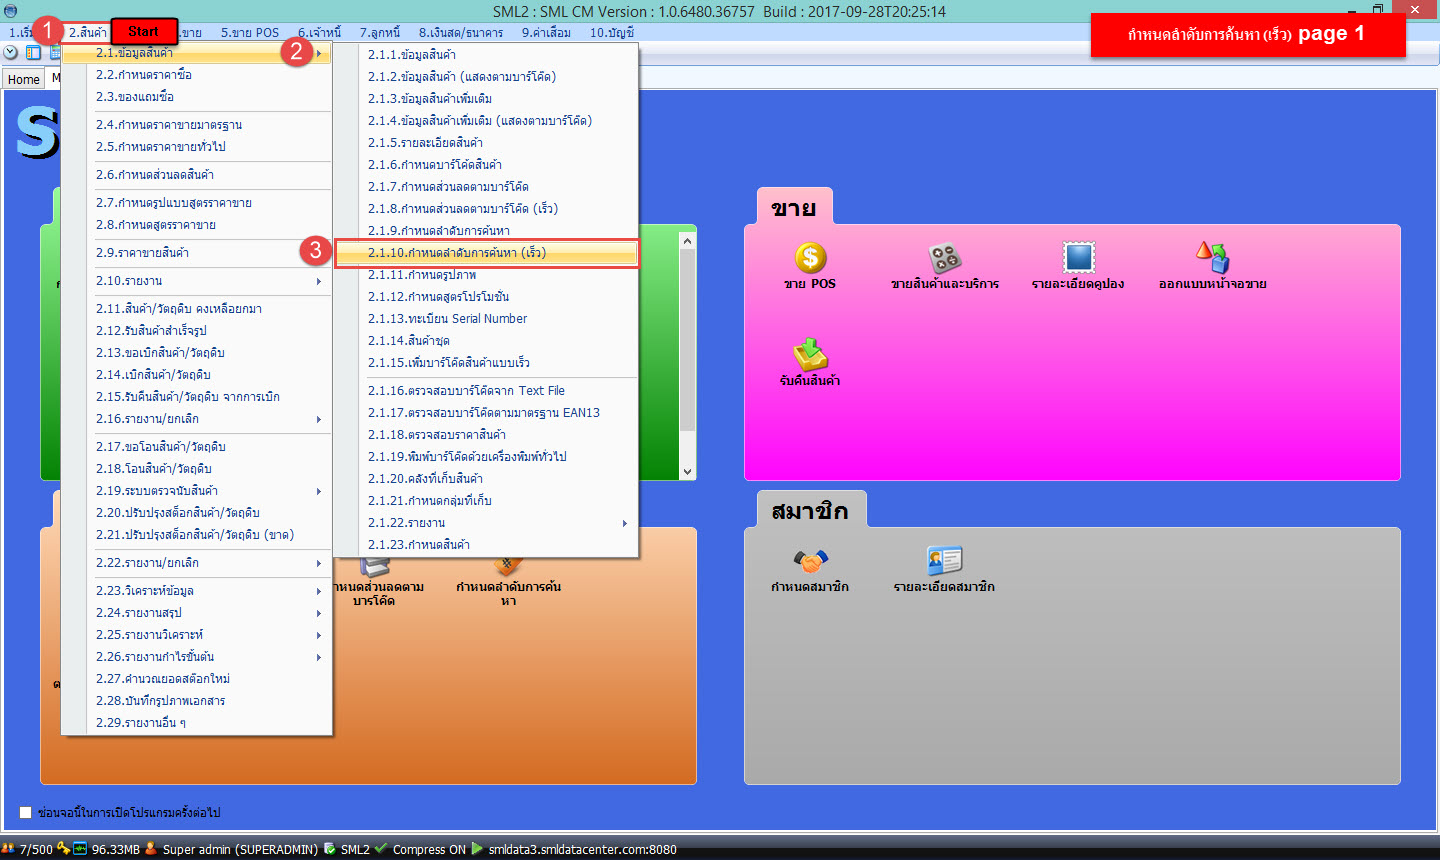 SML2 : SML CM Version : 1.0.6480.36757 Build : 2017-09-28T20:25:14
1 2.สินค้า Start .ขาย 5.ขาย POS 6.เจ้าหนี้ 7.ลูกหนี้ 8.เงินสด/ธนาคาร 9.ค่าเสื่อม 10.บัญชี
กำหนดลำดับการค้นหา (เร็ว) page 1
Home M
2.1.ข้อมูลสินค้า 2
2.2.กำหนดราคาซื้อ
2.3.ของแถมซื้อ
2.4.กำหนดราคาขายมาตรฐาน
2.5.กำหนดราคาขายทั่วไป
2.6.กำหนดส่วนลดสินค้า
2.7.กำหนดรูปแบบสูตรราคาขาย
2.8.กำหนดสูตรราคาขาย
2.9.ราคาขายสินค้า
2.10.รายงาน
2.11.สินค้า/วัตถุดิบ คงเหลือยกมา
2.12.รับสินค้าสำเร็จรูป
2.13.ขอเบิกสินค้า/วัตถุดิบ
2.14.เบิกสินค้า/วัตถุดิบ
2.15.รับคืนสินค้า/วัตถุดิบ จากการเบิก
2.16.รายงาน/ยกเลิก
2.17.ขอโอนสินค้า/วัตถุดิบ
2.18.โอนสินค้า/วัตถุดิบ
2.19.ระบบตรวจนับสินค้า
2.20.ปรับปรุงสต็อกสินค้า/วัตถุดิบ
2.21.ปรับปรุงสต็อกสินค้า/วัตถุดิบ (ขาด)
2.22.รายงาน/ยกเลิก
2.23.วิเคราะห์ข้อมูล
2.24.รายงานสรุป
2.25.รายงานวิเคราะห์
2.26.รายงานกำไรขั้นต้น
2.27.คำนวณยอดสต๊อกใหม่
2.28.บันทึกรูปภาพเอกสาร
2.29.รายงานอื่น ๆ
2.1.1.ข้อมูลสินค้า
2.1.2.ข้อมูลสินค้า (แสดงตามบาร์โค๊ด)
2.1.3.ข้อมูลสินค้าเพิ่มเติม
2.1.4.ข้อมูลสินค้าเพิ่มเติม (แสดงตามบาร์โค๊ด)
2.1.5.รายละเอียดสินค้า
2.1.6.กำหนดบาร์โค๊ดสินค้า
2.1.7.กำหนดส่วนลดตามบาร์โค๊ด
2.1.8.กำหนดส่วนลดตามบาร์โค๊ด (เร็ว)
2.1.9.กำหนดลำดับการค้นหา
3 2.1.10.กำหนดลำดับการค้นหา (เร็ว)
2.1.11.กำหนดรูปภาพ
2.1.12.กำหนดสูตรโปรโมชั่น
2.1.13.ทะเบียน Serial Number
2.1.14.สินค้าชุด
2.1.15.เพิ่มบาร์โค๊ดสินค้าแบบเร็ว
2.1.16.ตรวจสอบบาร์โค๊ดจาก Text File
2.1.17.ตรวจสอบบาร์โค๊ดตามมาตรฐาน EAN13
2.1.18.ตรวจสอบราคาสินค้า
2.1.19.พิมพ์บาร์โค๊ดด้วยเครื่องพิมพ์ทั่วไป
2.1.20.คลังที่เก็บสินค้า
2.1.21.กำหนดกลุ่มที่เก็บ
2.1.22.รายงาน
2.1.23.กำหนดสินค้า
ขาย
ขาย POS ขายสินค้าและบริการ รายละเอียดคูปอง ออกแบบหน้าจอขาย
รับคืนสินค้า
สมาชิก
กำหนดสมาชิก รายละเอียดสมาชิก
กำหนดส่วนลดตาม
บาร์โค๊ด
กำหนดลำดับการค้น
หา
ซ่อนจอนี้ในการเปิดโปรแกรมครั้งต่อไป
7/500 96.33MB Super admin (SUPERADMIN) SML2 Compress ON smldata3.smldatacenter.com:8080